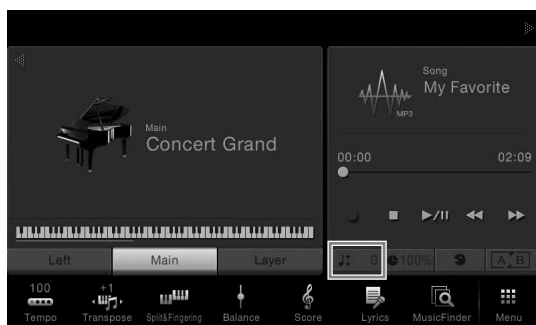 Song
My Favorite
MP3
Main
Concert Grand
00:00
02:09
Left
Main
Layer
0
100%
A B
100
+1
Tempo
Transpose
Split&Fingering
Balance
Score
Lyrics
MusicFinder
Menu